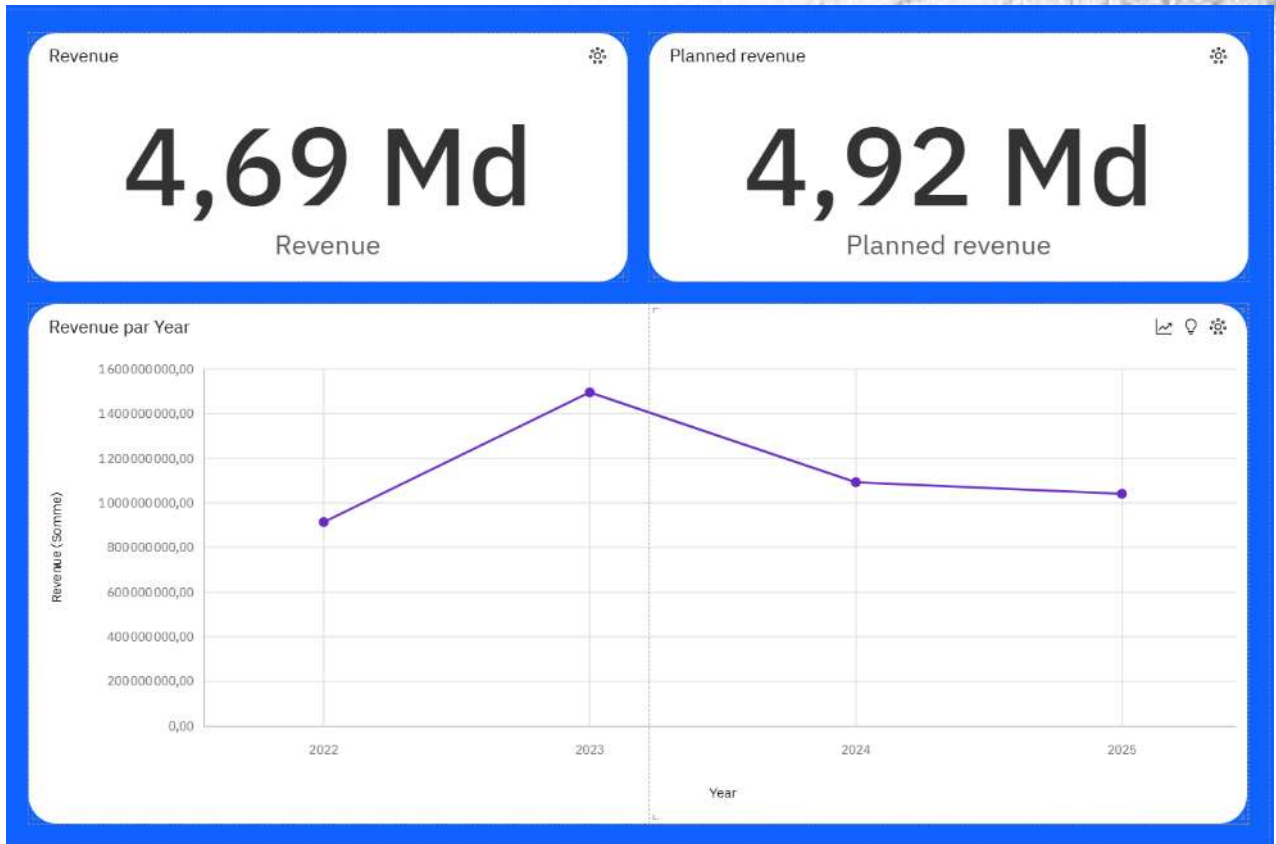 Revenue
4,69 Md
Revenue
Planned revenue
4,92 Md
Planned revenue
Revenue par Year
1600000000,00
1400000000,00
1200000000,00
1000000000,00
800000000,00
600000000,00
400000000,00
200000000,00
0,00
Revenue (Somme)
2022 2023 2024 2025
Year